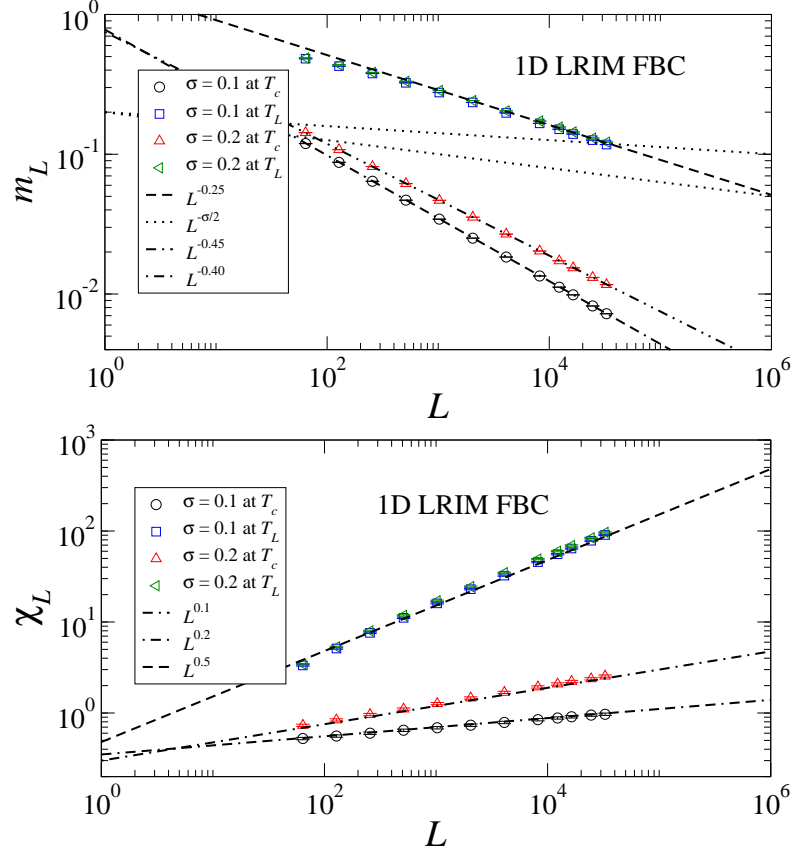 10^0
10^-1
10^-2
m_L
1D LRIM FBC
σ = 0.1 at T_c
σ = 0.1 at T_L
σ = 0.2 at T_c
σ = 0.2 at T_L
L^-0.25
L^-σ/2
L^-0.45
L^-0.40
10^0 10^2 10^4 10^6
L
10^3
10^2
10^1
10^0
χ_L
1D LRIM FBC
σ = 0.1 at T_c
σ = 0.1 at T_L
σ = 0.2 at T_c
σ = 0.2 at T_L
L^0.1
L^0.2
L^0.5
10^0 10^2 10^4 10^6
L